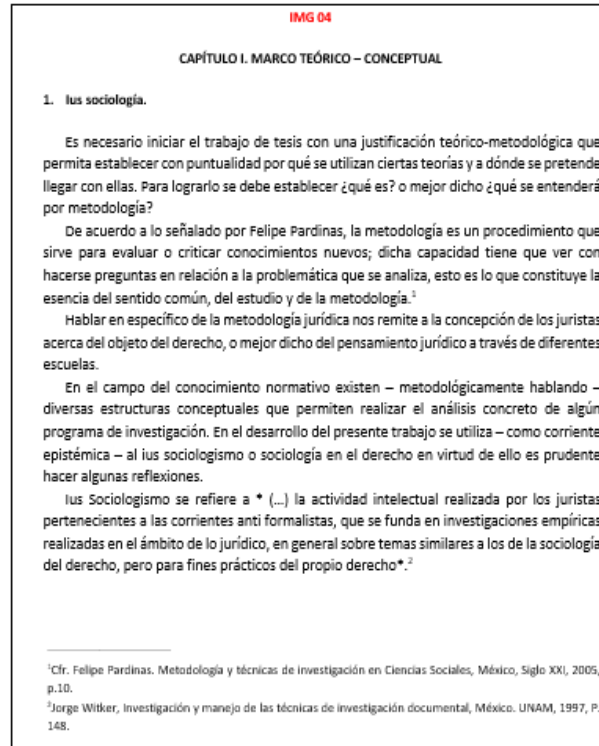 IMG 04
CAPÍTULO I. MARCO TEÓRICO – CONCEPTUAL
1. Ius sociología.
Es necesario iniciar el trabajo de tesis con una justificación teórico-metodológica que
permita establecer con puntualidad por qué se utilizan ciertas teorías y a dónde se pretende
llegar con ellas. Para lograrlo se debe establecer ¿qué es? o mejor dicho ¿qué se entenderá
por metodología?
De acuerdo a lo señalado por Felipe Pardinas, la metodología es un procedimiento que
sirve para evaluar o criticar conocimientos nuevos; dicha capacidad tiene que ver con
hacerse preguntas en relación a la problemática que se analiza, esto es lo que constituye la
esencia del sentido común, del estudio y de la metodología.¹
Hablar en específico de la metodología jurídica nos remite a la concepción de los juristas
acerca del objeto del derecho, o mejor dicho del pensamiento jurídico a través de diferentes
escuelas.
En el campo del conocimiento normativo existen – metodológicamente hablando –
diversas estructuras conceptuales que permiten realizar el análisis concreto de algún
programa de investigación. En el desarrollo del presente trabajo se utiliza – como corriente
epistémica – al ius sociologismo o sociología en el derecho en virtud de ello es prudente
hacer algunas reflexiones.
Ius Sociologismo se refiere a * (...) la actividad intelectual realizada por los juristas
pertenecientes a las corrientes anti formalistas, que se funda en investigaciones empíricas
realizadas en el ámbito de lo jurídico, en general sobre temas similares a los de la sociología
del derecho, pero para fines prácticos del propio derecho*.²
¹Cfr. Felipe Pardinas. Metodología y técnicas de investigación en Ciencias Sociales, México, Siglo XXI, 2005,
p.10.
²Jorge Witker, Investigación y manejo de las técnicas de investigación documental, México. UNAM, 1997, P.
148.